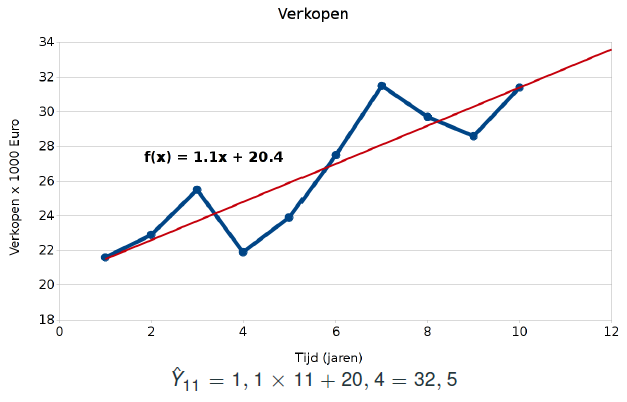 Verkopen
34
32
30
28
26
24
22
20
18
Verkopen x 1000 Euro
f(x) = 1.1x + 20.4
0 2 4 6 8 10 12
Tijd (jaren)
Ŷ₁₁ = 1, 1 × 11 + 20, 4 = 32, 5